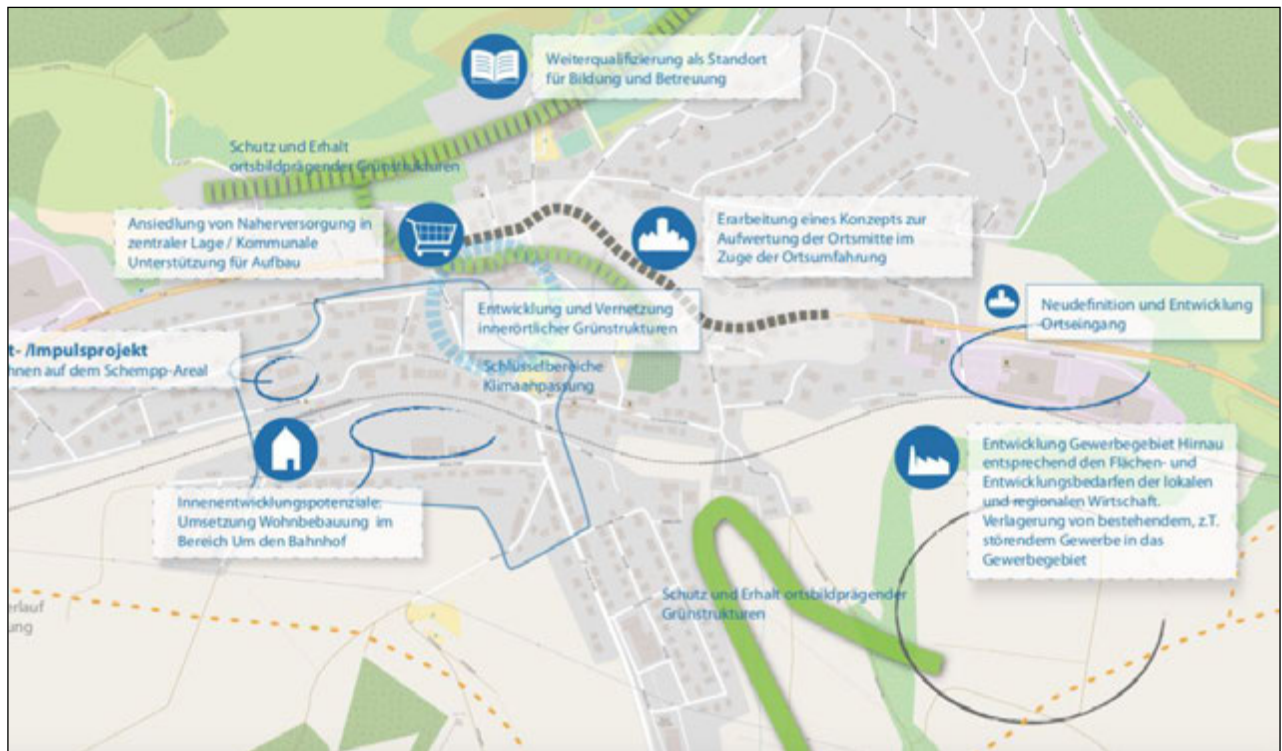 Weiterqualifizierung als Standort
für Bildung und Betreuung
Schutz und Erhalt
ortsbildprägender Grünstrukturen
Ansiedlung von Naherversorgung in
zentraler Lage / Kommunale
Unterstützung für Aufbau
Erarbeitung eines Konzepts zur
Aufwertung der Ortsmitte im
Zuge der Ortsumfahrung
Entwicklung und Vernetzung
innerörtlicher Grünstrukturen
Neudefinition und Entwicklung
Ortseingang
t- /Impulsprojekt
hnen auf dem Schempp-Areal
Schlüsselbereiche
Klimaanpassung
Innenentwicklungspotenziale:
Umsetzung Wohnbebauung im
Bereich Um den Bahnhof
Entwicklung Gewerbegebiet Hirnau
entsprechend den Flächen- und
Entwicklungsbedarfen der lokalen
und regionalen Wirtschaft.
Verlagerung von bestehendem, z.T.
störendem Gewerbe in das
Gewerbegebiet
Schutz und Erhalt ortsbildprägender
Grünstrukturen
erlauf
ung